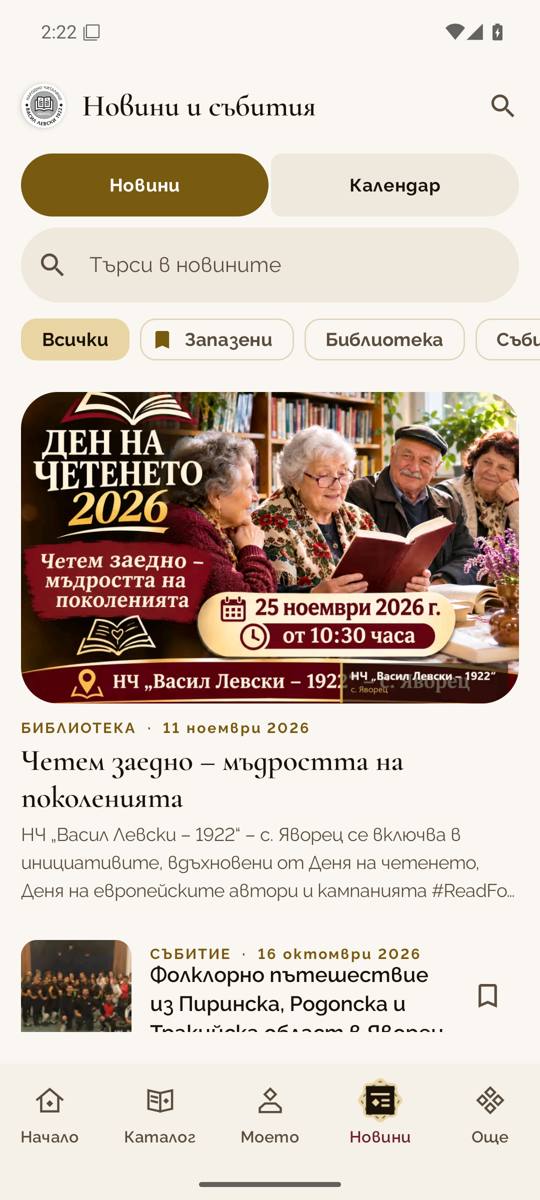 2:22
Новини и събития
Новини
Календар
Търси в новините
Всички
Запазени
Библиотека
Съби
ДЕН НА
ЧЕТЕНЕТО
2026
Четем заедно –
мъдростта на
поколенията
25 ноември 2026 г.
от 10:30 часа
НЧ „Васил Левски – 1922“ – с. Яворец
НЧ „Васил Левски – 1922“
с. Яворец
БИБЛИОТЕКА · 11 ноември 2026
Четем заедно – мъдростта на
поколенията
НЧ „Васил Левски – 1922“ – с. Яворец се включва в
инициативите, вдъхновени от Деня на четенето,
Деня на европейските автори и кампанията #ReadFo...
СЪБИТИЕ · 16 октомври 2026
Фолклорно пътешествие
из Пиринска, Родопска и
Тракийска област в Яворец
Начало
Каталог
Моето
Новини
Още